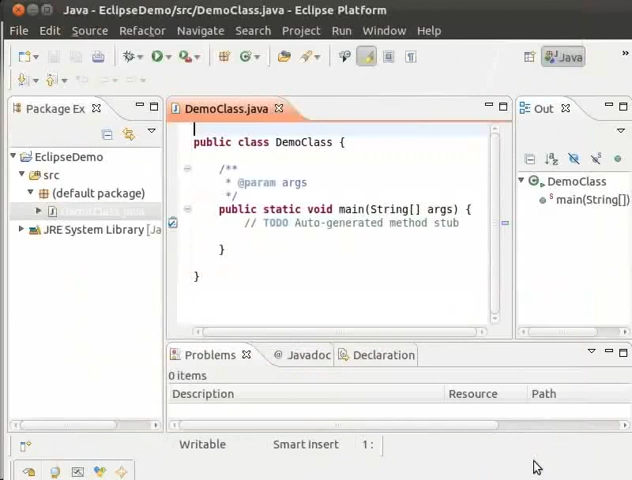 Java - EclipseDemo/src/DemoClass.java - Eclipse Platform
File Edit Source Refactor Navigate Search Project Run Window Help
Java
Package Ex
EclipseDemo
src
(default package)
DemoClass.java
JRE System Library [Ja
DemoClass.java
public class DemoClass {
/**
* @param args
*/
public static void main(String[] args) {
// TODO Auto-generated method stub
}
}
Out
DemoClass
main(String[])
Problems @ Javadoc Declaration
0 items
Description Resource Path
Writable Smart Insert 1 :